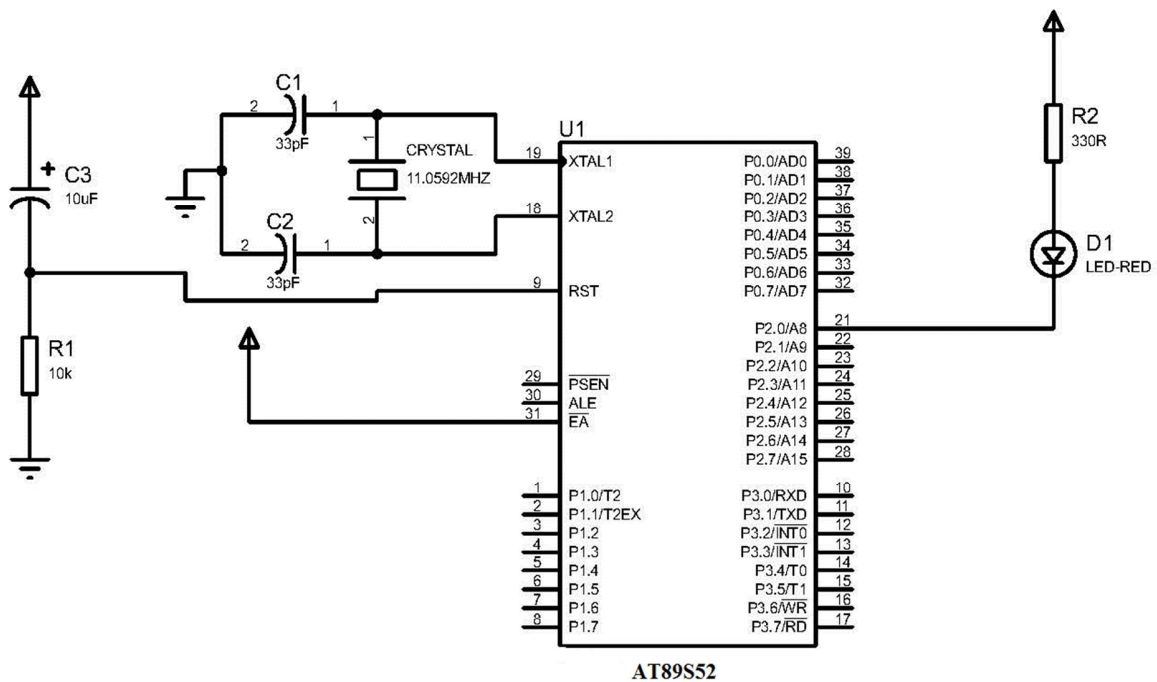 C3
10uF
+
R1
10k
C1
2
1
33pF
C2
2
1
33pF
1
CRYSTAL
11.0592MHZ
2
U1
19 XTAL1
18 XTAL2
9 RST
29 PSEN
30 ALE
31 EA
1 P1.0/T2
2 P1.1/T2EX
3 P1.2
4 P1.3
5 P1.4
6 P1.5
7 P1.6
8 P1.7
P0.0/AD0 39
P0.1/AD1 38
P0.2/AD2 37
P0.3/AD3 36
P0.4/AD4 35
P0.5/AD5 34
P0.6/AD6 33
P0.7/AD7 32
P2.0/A8 21
P2.1/A9 22
P2.2/A10 23
P2.3/A11 24
P2.4/A12 25
P2.5/A13 26
P2.6/A14 27
P2.7/A15 28
P3.0/RXD 10
P3.1/TXD 11
P3.2/INT0 12
P3.3/INT1 13
P3.4/T0 14
P3.5/T1 15
P3.6/WR 16
P3.7/RD 17
R2
330R
D1
LED-RED
AT89S52